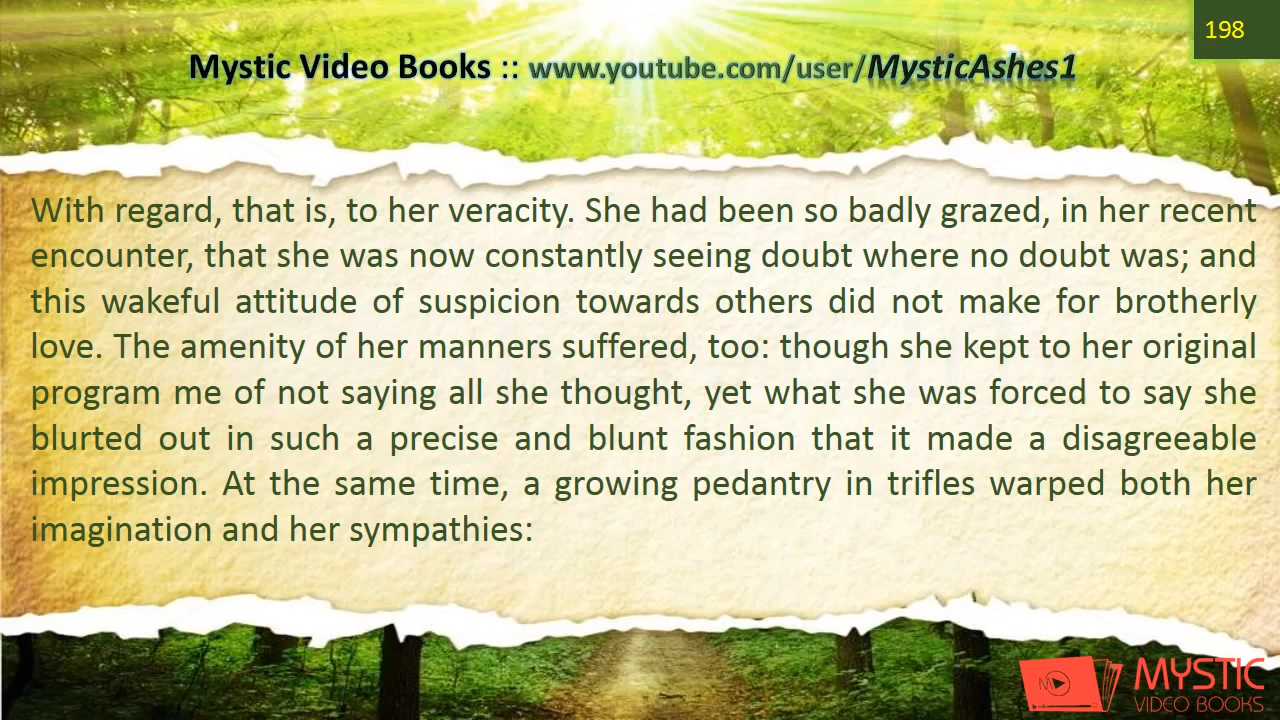 198
Mystic Video Books :: www.youtube.com/user/MysticAshes1
With regard, that is, to her veracity. She had been so badly grazed, in her recent
encounter, that she was now constantly seeing doubt where no doubt was; and
this wakeful attitude of suspicion towards others did not make for brotherly
love. The amenity of her manners suffered, too: though she kept to her original
program me of not saying all she thought, yet what she was forced to say she
blurted out in such a precise and blunt fashion that it made a disagreeable
impression. At the same time, a growing pedantry in trifles warped both her
imagination and her sympathies:
M
MYSTIC
VIDEO BOOKS